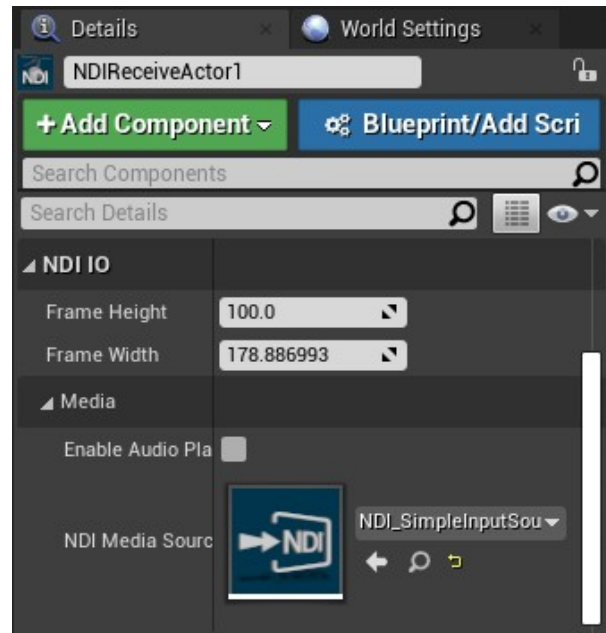 Details
World Settings
NDI
NDIReceiveActor1
+ Add Component
Blueprint/Add Scri
Search Components
Search Details
NDI IO
Frame Height
100.0
Frame Width
178.886993
Media
Enable Audio Pla
NDI Media Sourc
NDI
NDI_SimpleInputSou